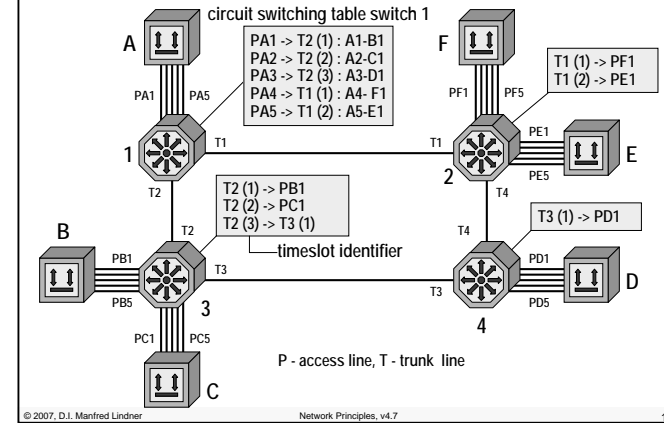 circuit switching table switch 1
A
PA1 -> T2 (1) : A1-B1
PA2 -> T2 (2) : A2-C1
PA3 -> T2 (3) : A3-D1
PA4 -> T1 (1) : A4- F1
PA5 -> T1 (2) : A5-E1
F
T1 (1) -> PF1
T1 (2) -> PE1
PA1
PA5
PF1
PF5
1
T1
T1
2
PE1
PE5
E
T2
T4
T2 (1) -> PB1
T2 (2) -> PC1
T2 (3) -> T3 (1)
timeslot identifier
T3 (1) -> PD1
B
T2
T4
PB1
PB5
3
T3
T3
4
PD1
PD5
D
PC1
PC5
C
P - access line, T - trunk line
© 2007, D.I. Manfred Lindner
Network Principles, v4.7